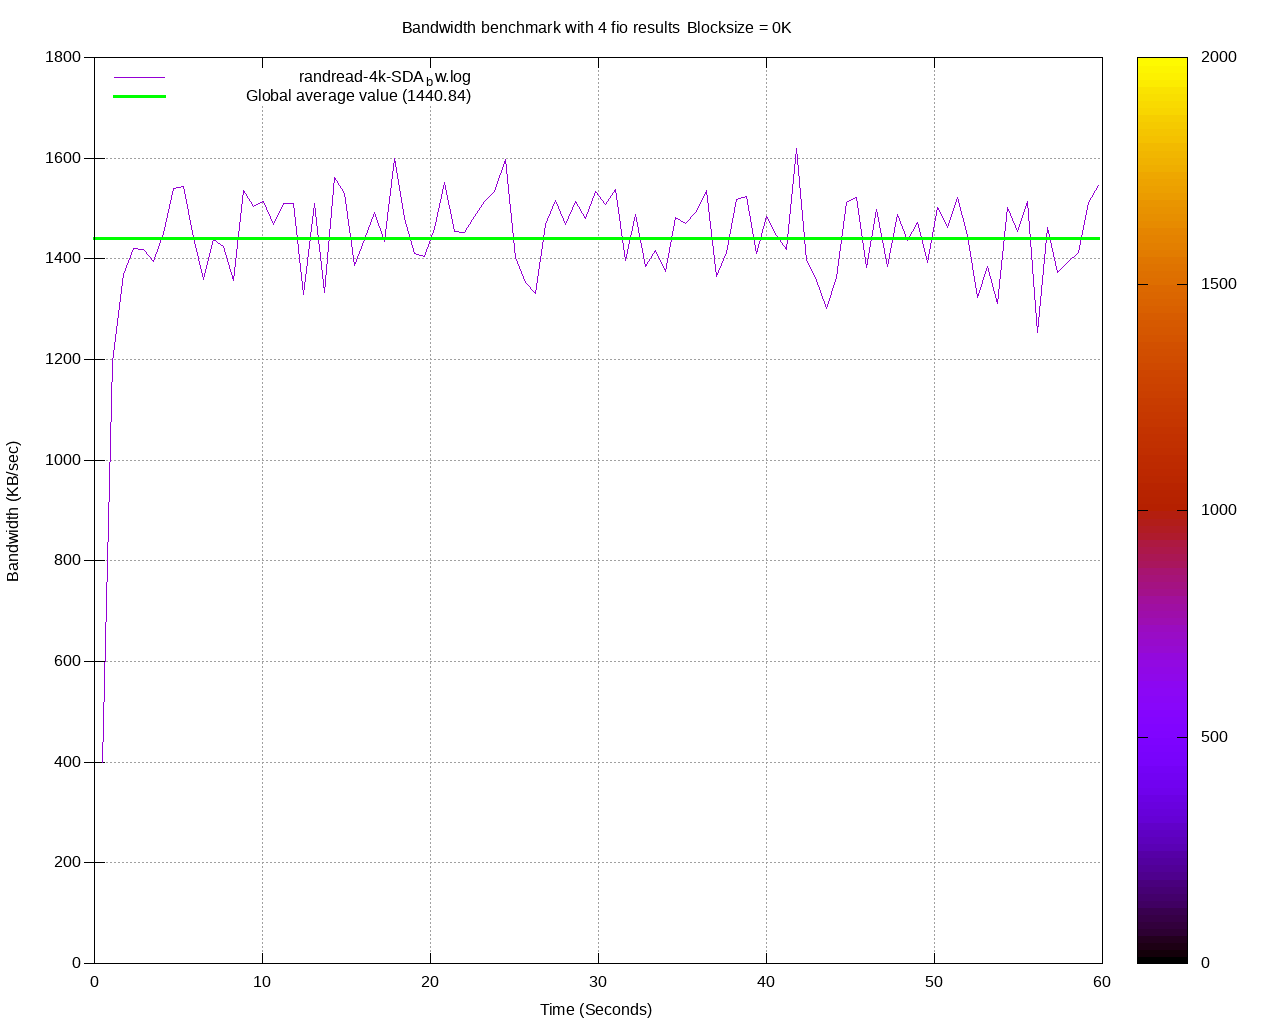 Bandwidth benchmark with 4 fio results Blocksize = 0K
randread-4k-SDA_bw.log
Global average value (1440.84)
Bandwidth (KB/sec)
1800
1600
1400
1200
1000
800
600
400
200
0
0 10 20 30 40 50 60
Time (Seconds)
2000
1500
1000
500
0